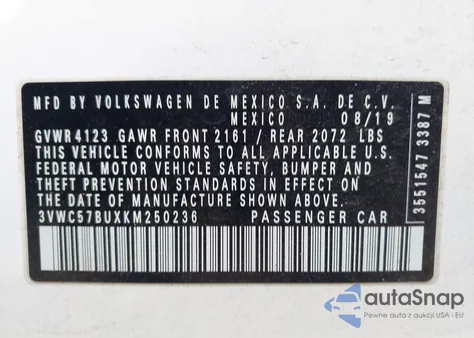 MFD BY VOLKSWAGEN DE MEXICO S.A. DE C.V.
MEXICO 08/19
GVWR 4123 GAWR FRONT 2161 / REAR 2072 LBS
THIS VEHICLE CONFORMS TO ALL APPLICABLE
FEDERAL MOTOR VEHICLE SAFETY, BUMPER AND
THEFT PREVENTION STANDARDS IN EFFECT ON
THE DATE OF MANUFACTURE SHOWN ABOVE.
3VWC57BUXKM250236 PASSENGER CAR
3551547 3387 M
autoSnap
Pewne auta z aukcji USA - EU